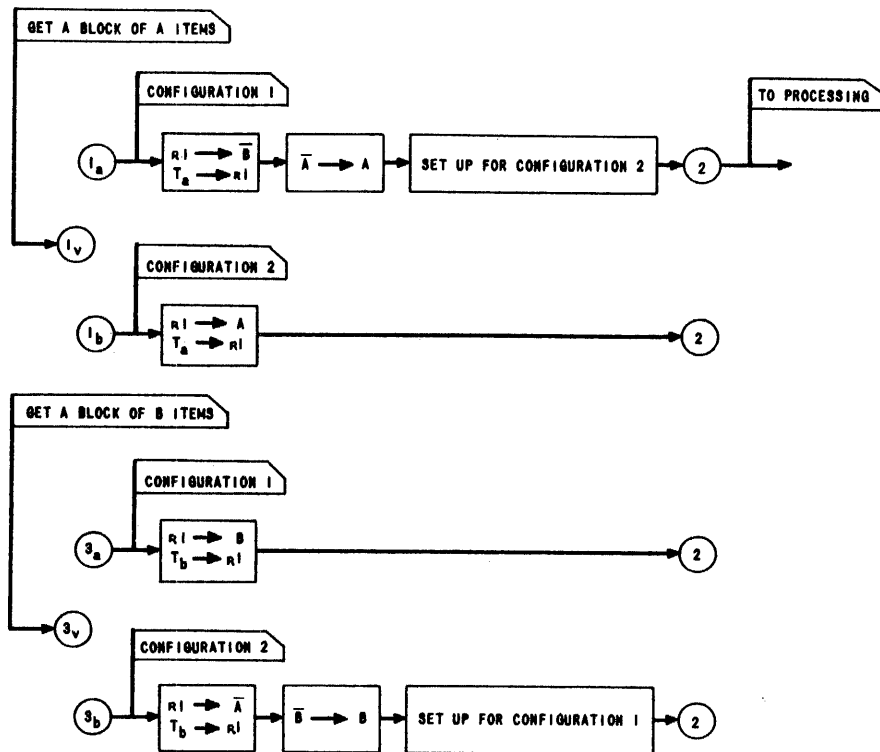 GET A BLOCK OF A ITEMS
CONFIGURATION 1
TO PROCESSING
1a
RI → B̅
Ta → RI
A̅ → A
SET UP FOR CONFIGURATION 2
2
1v
CONFIGURATION 2
1b
RI → A
Ta → RI
2
GET A BLOCK OF B ITEMS
CONFIGURATION 1
3a
RI → B
Tb → RI
2
3v
CONFIGURATION 2
3b
RI → A̅
Tb → RI
B̅ → B
SET UP FOR CONFIGURATION 1
2